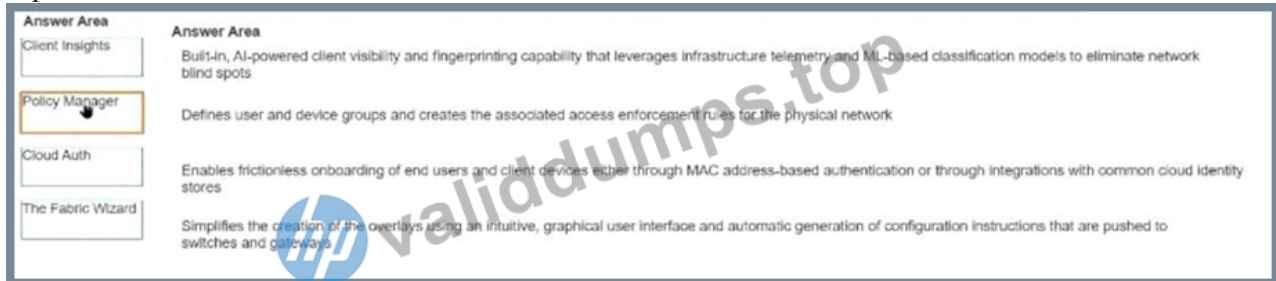 Answer Area
Answer Area
Client Insights
Built-in, AI-powered client visibility and fingerprinting capability that leverages infrastructure telemetry and ML-based classification models to eliminate network
blind spots
Policy Manager
Defines user and device groups and creates the associated access enforcement rules for the physical network
Cloud Auth
Enables frictionless onboarding of end users and client devices either through MAC address-based authentication or through integrations with common cloud identity
stores
The Fabric Wizard
Simplifies the creation of the overlays using an intuitive, graphical user interface and automatic generation of configuration instructions that are pushed to
switches and gateways
hp
validdumps.top